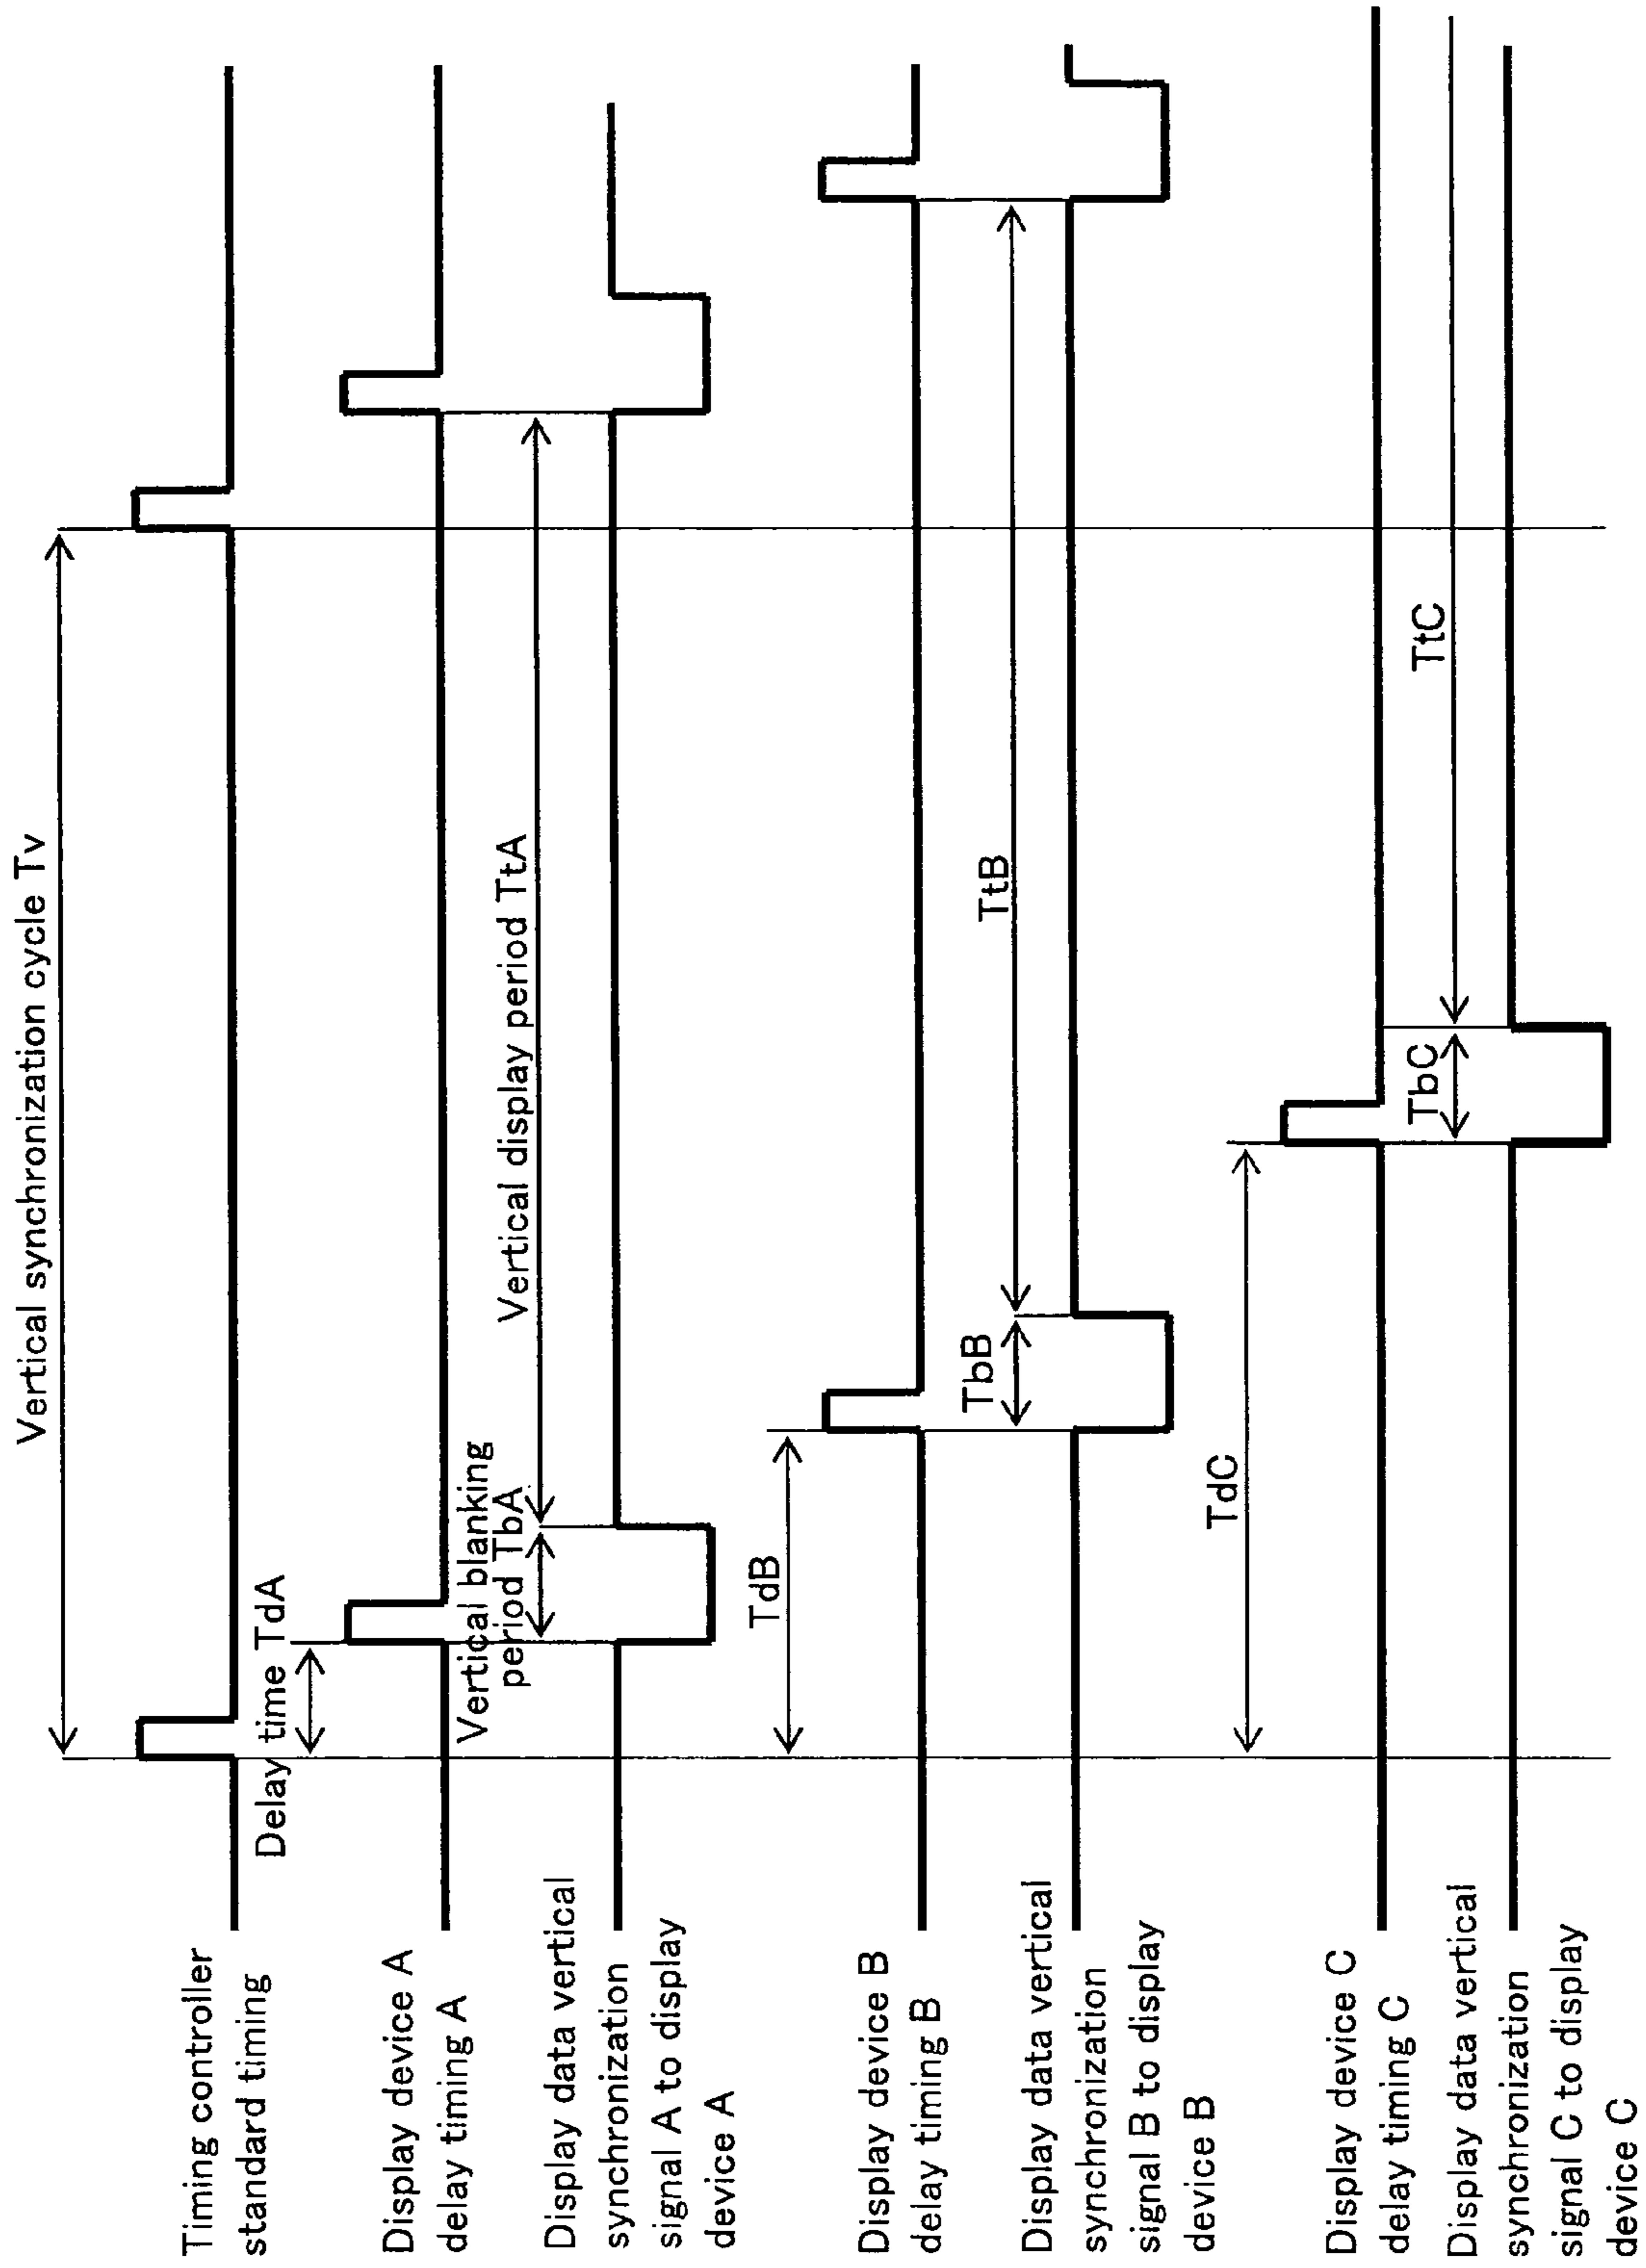 Vertical synchronization cycle Tv
Timing controller
standard timing
Delay time TdA
Display device A
delay timing A
Vertical blanking
period TbA
Vertical display period TtA
Display data vertical
synchronization
signal A to display
device A
TdB
Display device B
delay timing B
TbB
TtB
Display data vertical
synchronization
signal B to display
device B
TdC
Display device C
delay timing C
TbC
TtC
Display data vertical
synchronization
signal C to display
device C